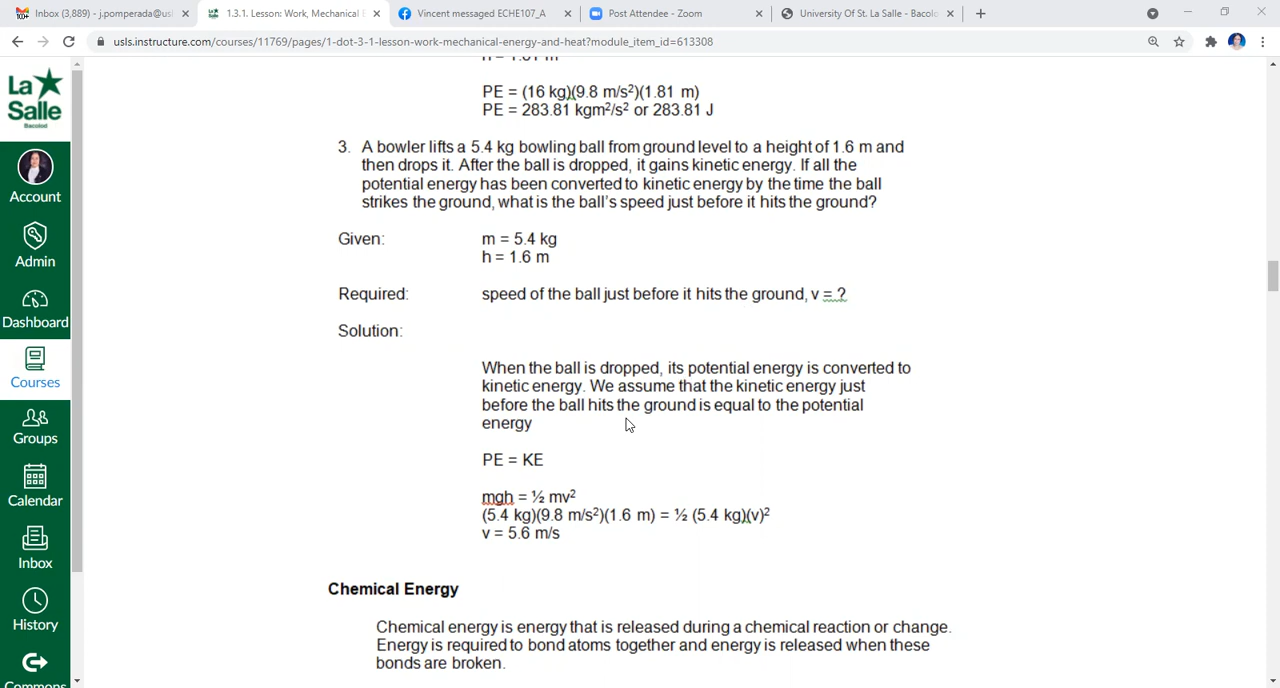 Inbox (3,889) - j.pomperada@usl
1.3.1. Lesson: Work, Mechanical E
Vincent messaged ECHE107_A
Post Attendee - Zoom
University Of St. La Salle - Bacolo
usls.instructure.com/courses/11769/pages/1-dot-3-1-lesson-work-mechanical-energy-and-heat?module_item_id=613308
La
Salle
Bacolod
Account
Admin
Dashboard
Courses
Groups
Calendar
Inbox
History
Commons
h = 1.81 m
PE = (16 kg)(9.8 m/s²)(1.81 m)
PE = 283.81 kgm²/s² or 283.81 J
3. A bowler lifts a 5.4 kg bowling ball from ground level to a height of 1.6 m and
then drops it. After the ball is dropped, it gains kinetic energy. If all the
potential energy has been converted to kinetic energy by the time the ball
strikes the ground, what is the ball's speed just before it hits the ground?
Given: m = 5.4 kg
h = 1.6 m
Required: speed of the ball just before it hits the ground, v = ?
Solution:
When the ball is dropped, its potential energy is converted to
kinetic energy. We assume that the kinetic energy just
before the ball hits the ground is equal to the potential
energy
PE = KE
mgh = ½ mv²
(5.4 kg)(9.8 m/s²)(1.6 m) = ½ (5.4 kg)(v)²
v = 5.6 m/s
Chemical Energy
Chemical energy is energy that is released during a chemical reaction or change.
Energy is required to bond atoms together and energy is released when these
bonds are broken.